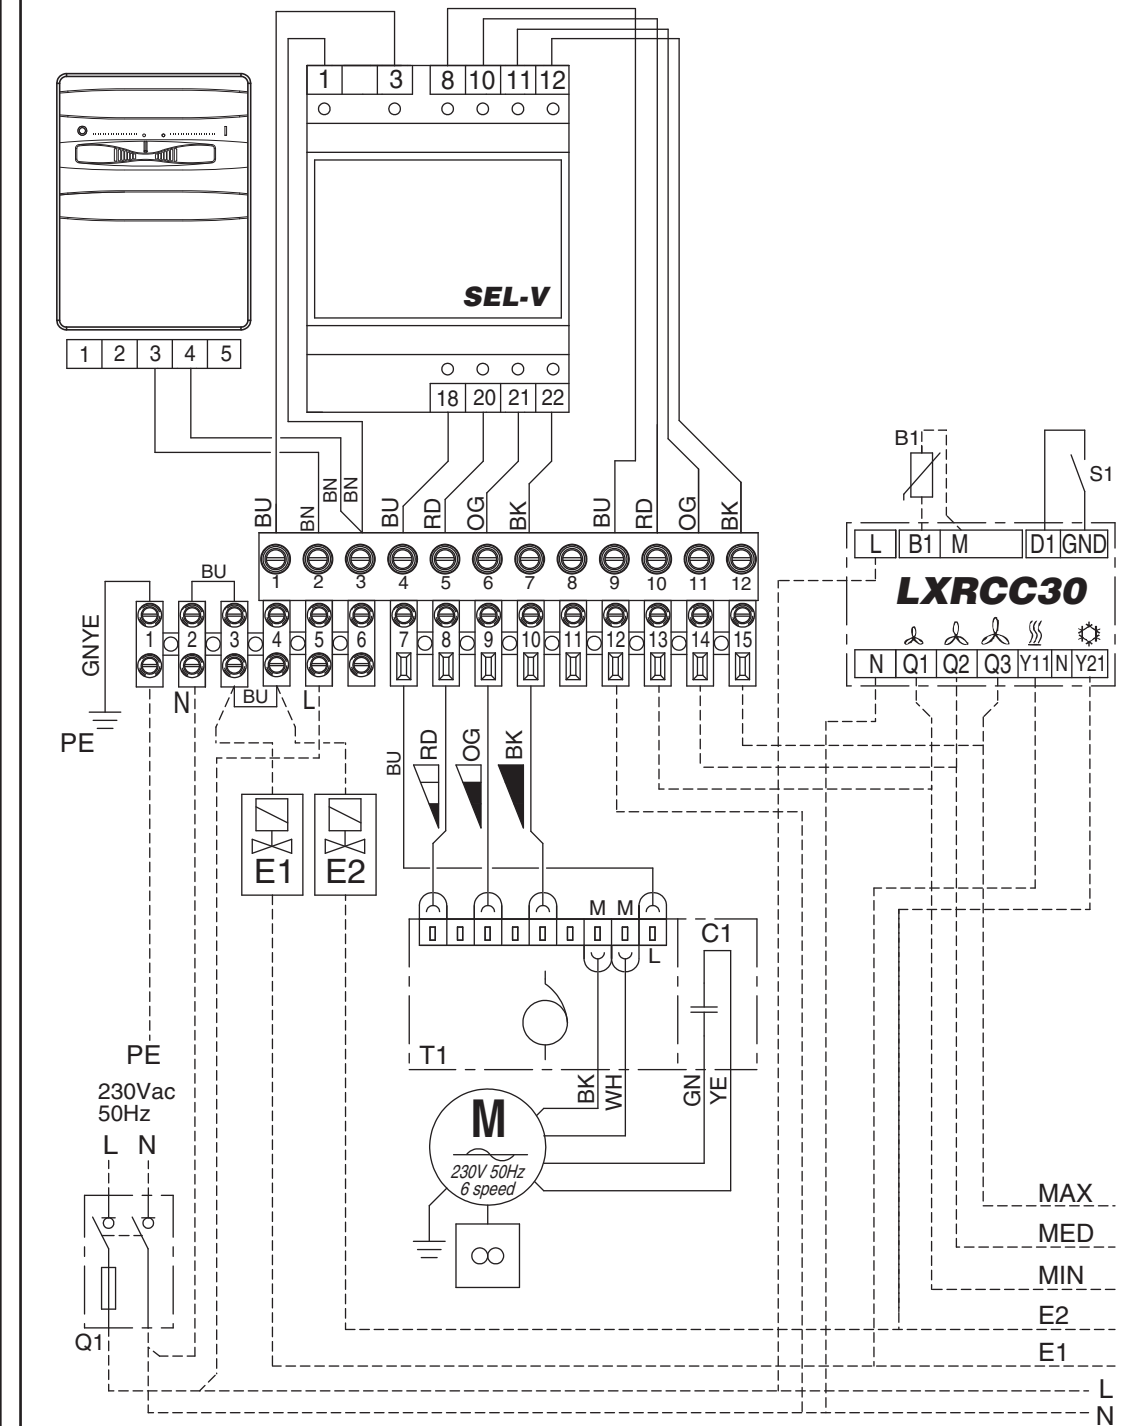 1 3 8 10 11 12
SEL-V
1 2 3 4 5
18 20 21 22
BU BN BN BN BU RD OG BK BU RD OG BK
1 2 3 4 5 6 7 8 9 10 11 12
B1 S1
L B1 M D1 GND
LXRCC30
N Q1 Q2 Q3 Y11 N Y21
BU
GNYE
1 2 3 4 5 6 7 8 9 10 11 12 13 14 15
BU
N L
PE
BU RD OG BK
E1 E2
M M
L
C1
T1
BK WH GN YE
PE
230Vac
50Hz
L N
M
230V 50Hz
6 speed
Q1
MAX
MED
MIN
E2
E1
L
N